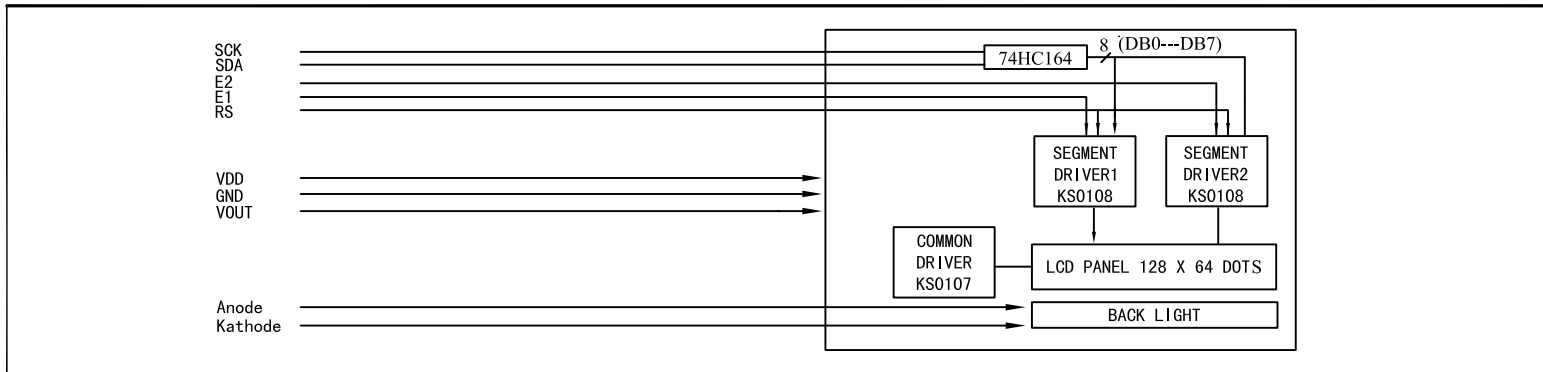 SCK
SDA
E2
E1
RS
74HC164
8 (DB0---DB7)
SEGMENT
DRIVER1
KS0108
SEGMENT
DRIVER2
KS0108
VDD
GND
VOUT
COMMON
DRIVER
KS0107
LCD PANEL 128 X 64 DOTS
Anode
Kathode
BACK LIGHT